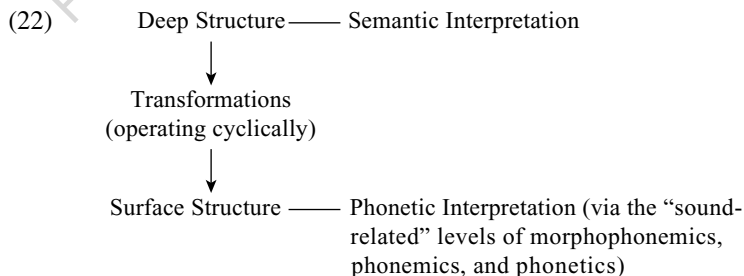 (22) Deep Structure —— Semantic Interpretation
Transformations
(operating cyclically)
Surface Structure —— Phonetic Interpretation (via the “sound-
related” levels of morphophonemics,
phonemics, and phonetics)